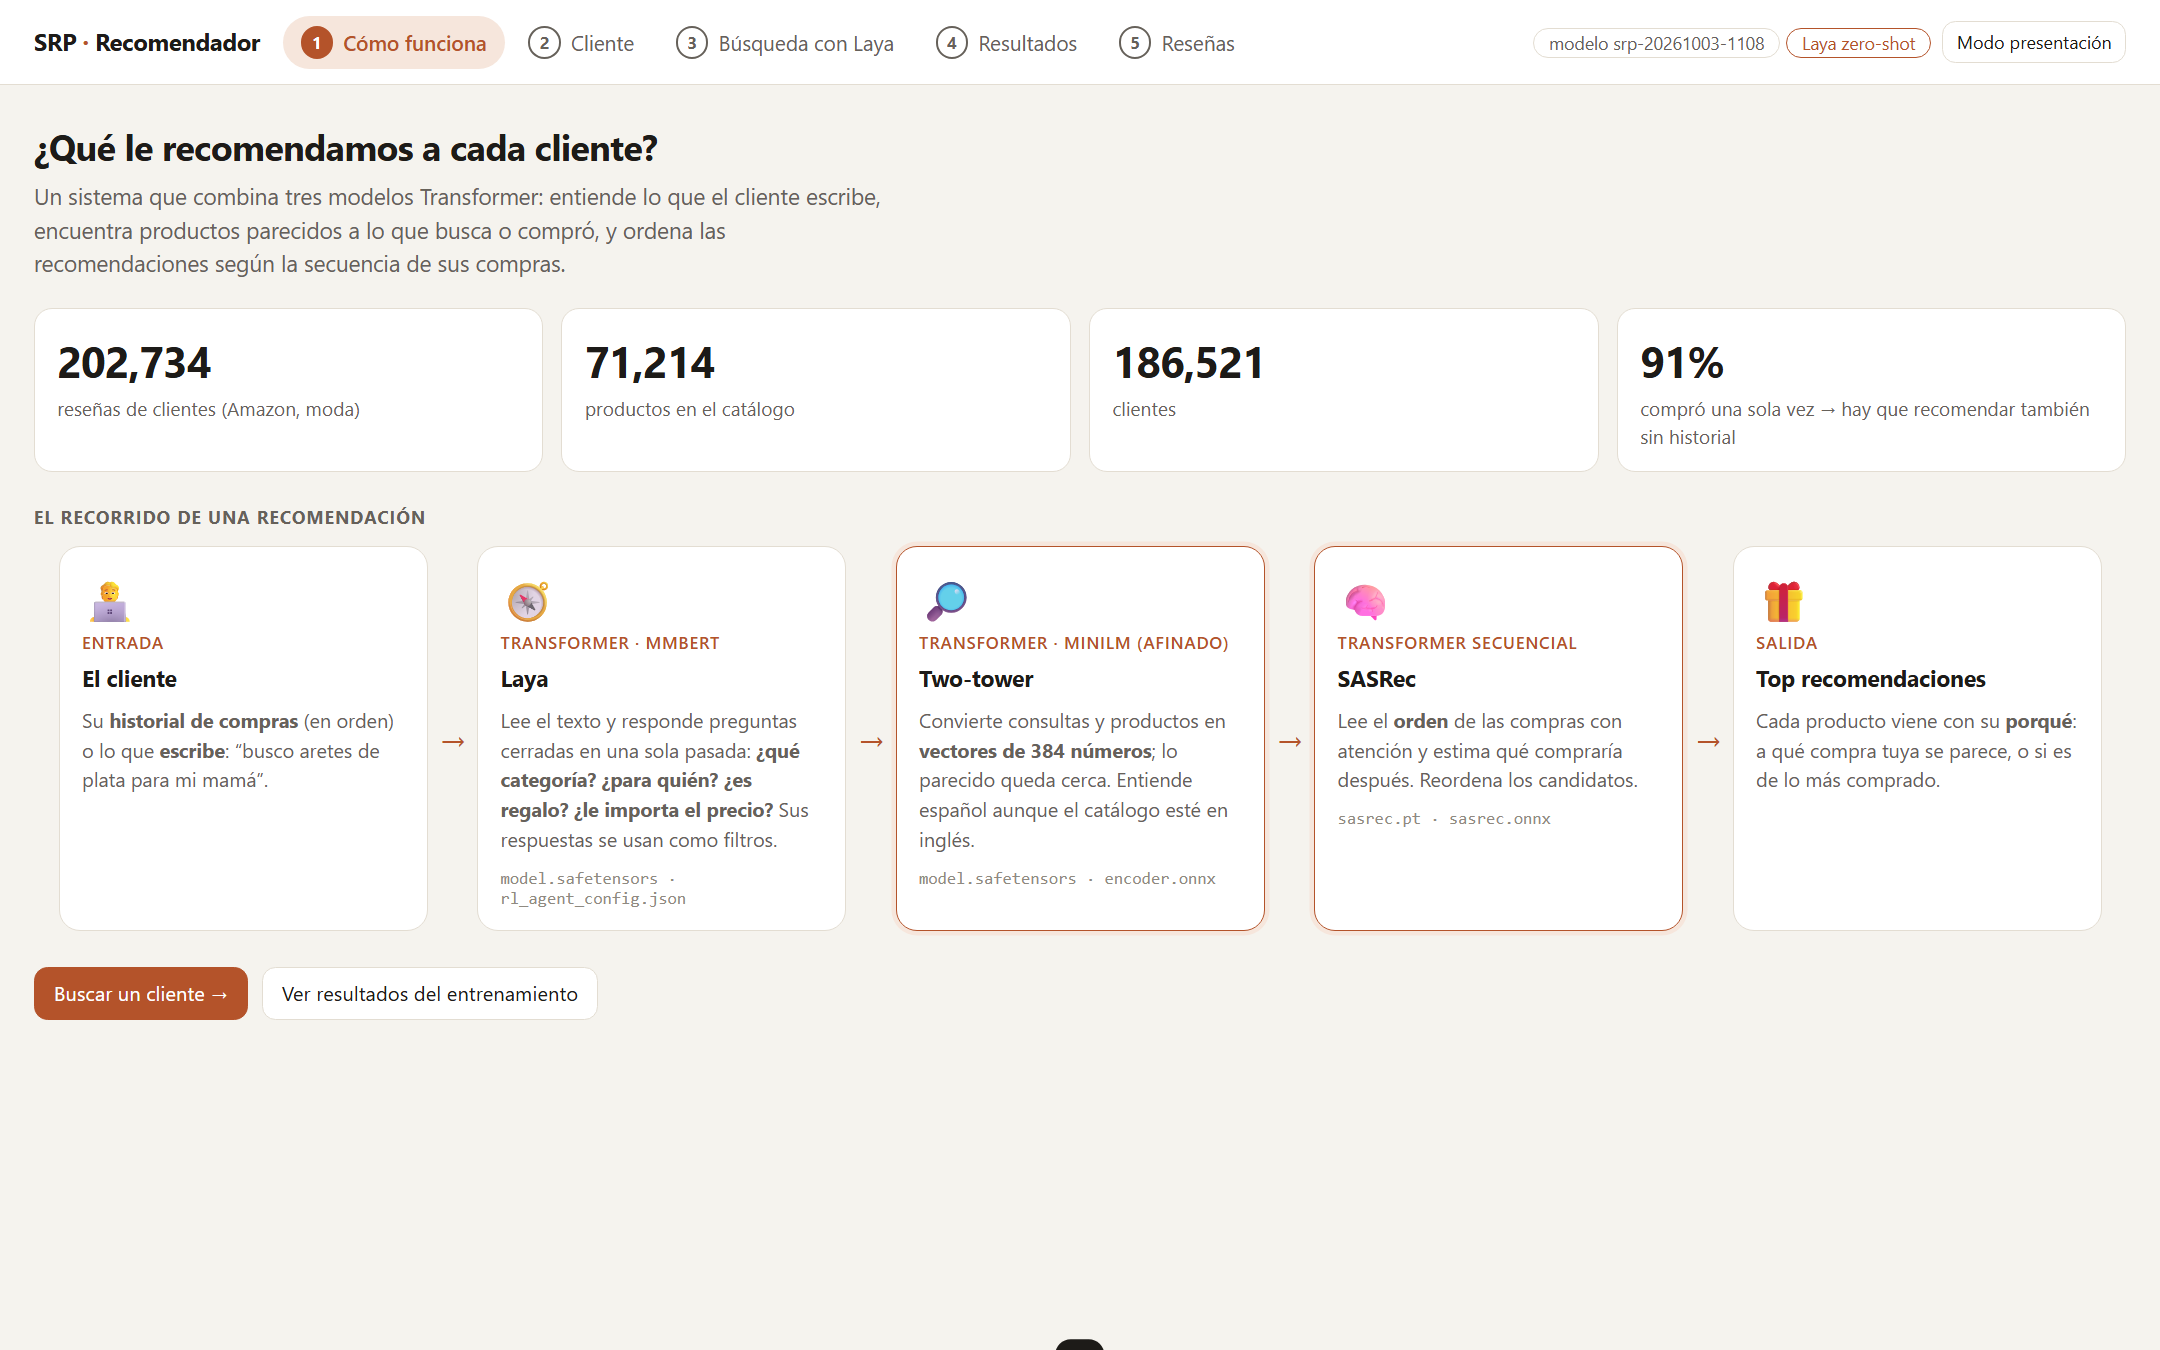 SRP · Recomendador
1 Cómo funciona
2 Cliente
3 Búsqueda con Laya
4 Resultados
5 Reseñas
modelo srp-20261003-1108
Laya zero-shot
Modo presentación
¿Qué le recomendamos a cada cliente?
Un sistema que combina tres modelos Transformer: entiende lo que el cliente escribe,
encuentra productos parecidos a lo que busca o compró, y ordena las
recomendaciones según la secuencia de sus compras.
202,734
reseñas de clientes (Amazon, moda)
71,214
productos en el catálogo
186,521
clientes
91%
compró una sola vez → hay que recomendar también
sin historial
EL RECORRIDO DE UNA RECOMENDACIÓN
ENTRADA
El cliente
Su historial de compras (en orden)
o lo que escribe: “busco aretes de
plata para mi mamá”.
→
TRANSFORMER · MMBERT
Laya
Lee el texto y responde preguntas
cerradas en una sola pasada: ¿qué
categoría? ¿para quién? ¿es
regalo? ¿le importa el precio? Sus
respuestas se usan como filtros.
model.safetensors ·
rl_agent_config.json
→
TRANSFORMER · MINILM (AFINADO)
Two-tower
Convierte consultas y productos en
vectores de 384 números; lo
parecido queda cerca. Entiende
español aunque el catálogo esté en
inglés.
model.safetensors · encoder.onnx
→
TRANSFORMER SECUENCIAL
SASRec
Lee el orden de las compras con
atención y estima qué compraría
después. Reordena los candidatos.
sasrec.pt · sasrec.onnx
→
SALIDA
Top recomendaciones
Cada producto viene con su porqué:
a qué compra tuya se parece, o si es
de lo más comprado.
Buscar un cliente →
Ver resultados del entrenamiento